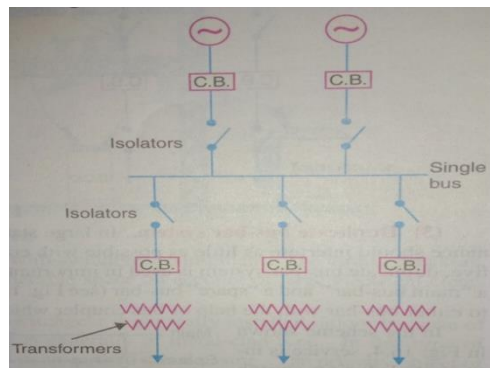 C.B.
C.B.
Isolators
Single
bus
Isolators
C.B.
C.B.
C.B.
Transformers